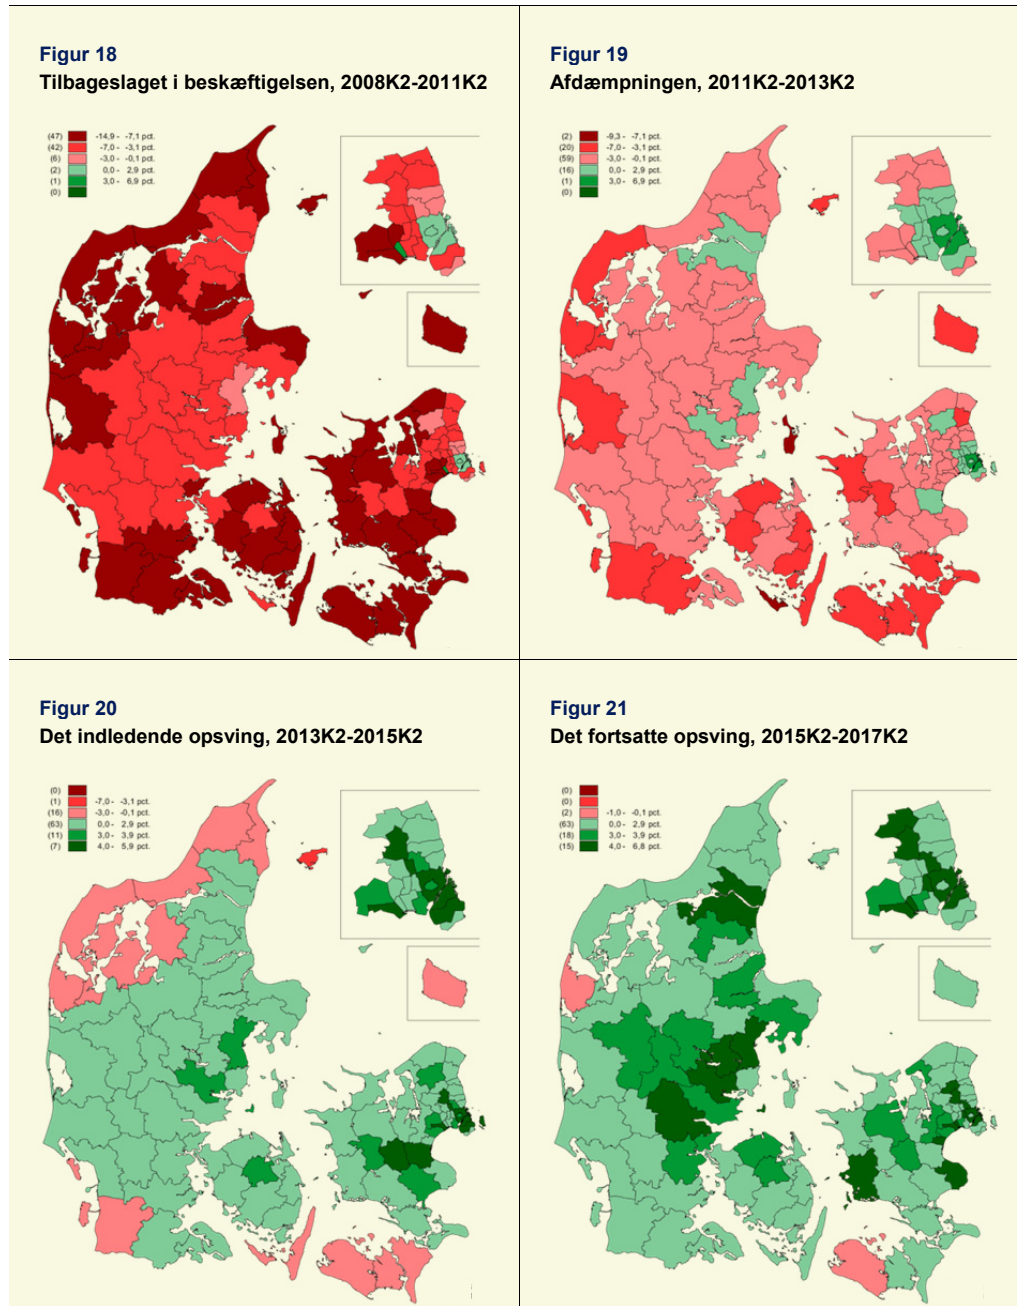 Figur 18
Tilbageslaget i beskæftigelsen, 2008K2-2011K2
(47) -14,9 - -7,1 pct.
(42) -7,0 - -3,1 pct.
(6) -3,0 - -0,1 pct.
(2) 0,0 - 2,9 pct.
(1) 3,0 - 6,9 pct.
(0)
Figur 19
Afdæmpningen, 2011K2-2013K2
(2) -9,3 - -7,1 pct.
(20) -7,0 - -3,1 pct.
(59) -3,0 - -0,1 pct.
(16) 0,0 - 2,9 pct.
(1) 3,0 - 6,9 pct.
(0)
Figur 20
Det indledende opsving, 2013K2-2015K2
(0)
(1) -7,0 - -3,1 pct.
(16) -3,0 - -0,1 pct.
(63) 0,0 - 2,9 pct.
(11) 3,0 - 3,9 pct.
(7) 4,0 - 5,9 pct.
Figur 21
Det fortsatte opsving, 2015K2-2017K2
(0)
(0)
(2) -1,0 - -0,1 pct.
(63) 0,0 - 2,9 pct.
(18) 3,0 - 3,9 pct.
(15) 4,0 - 6,8 pct.